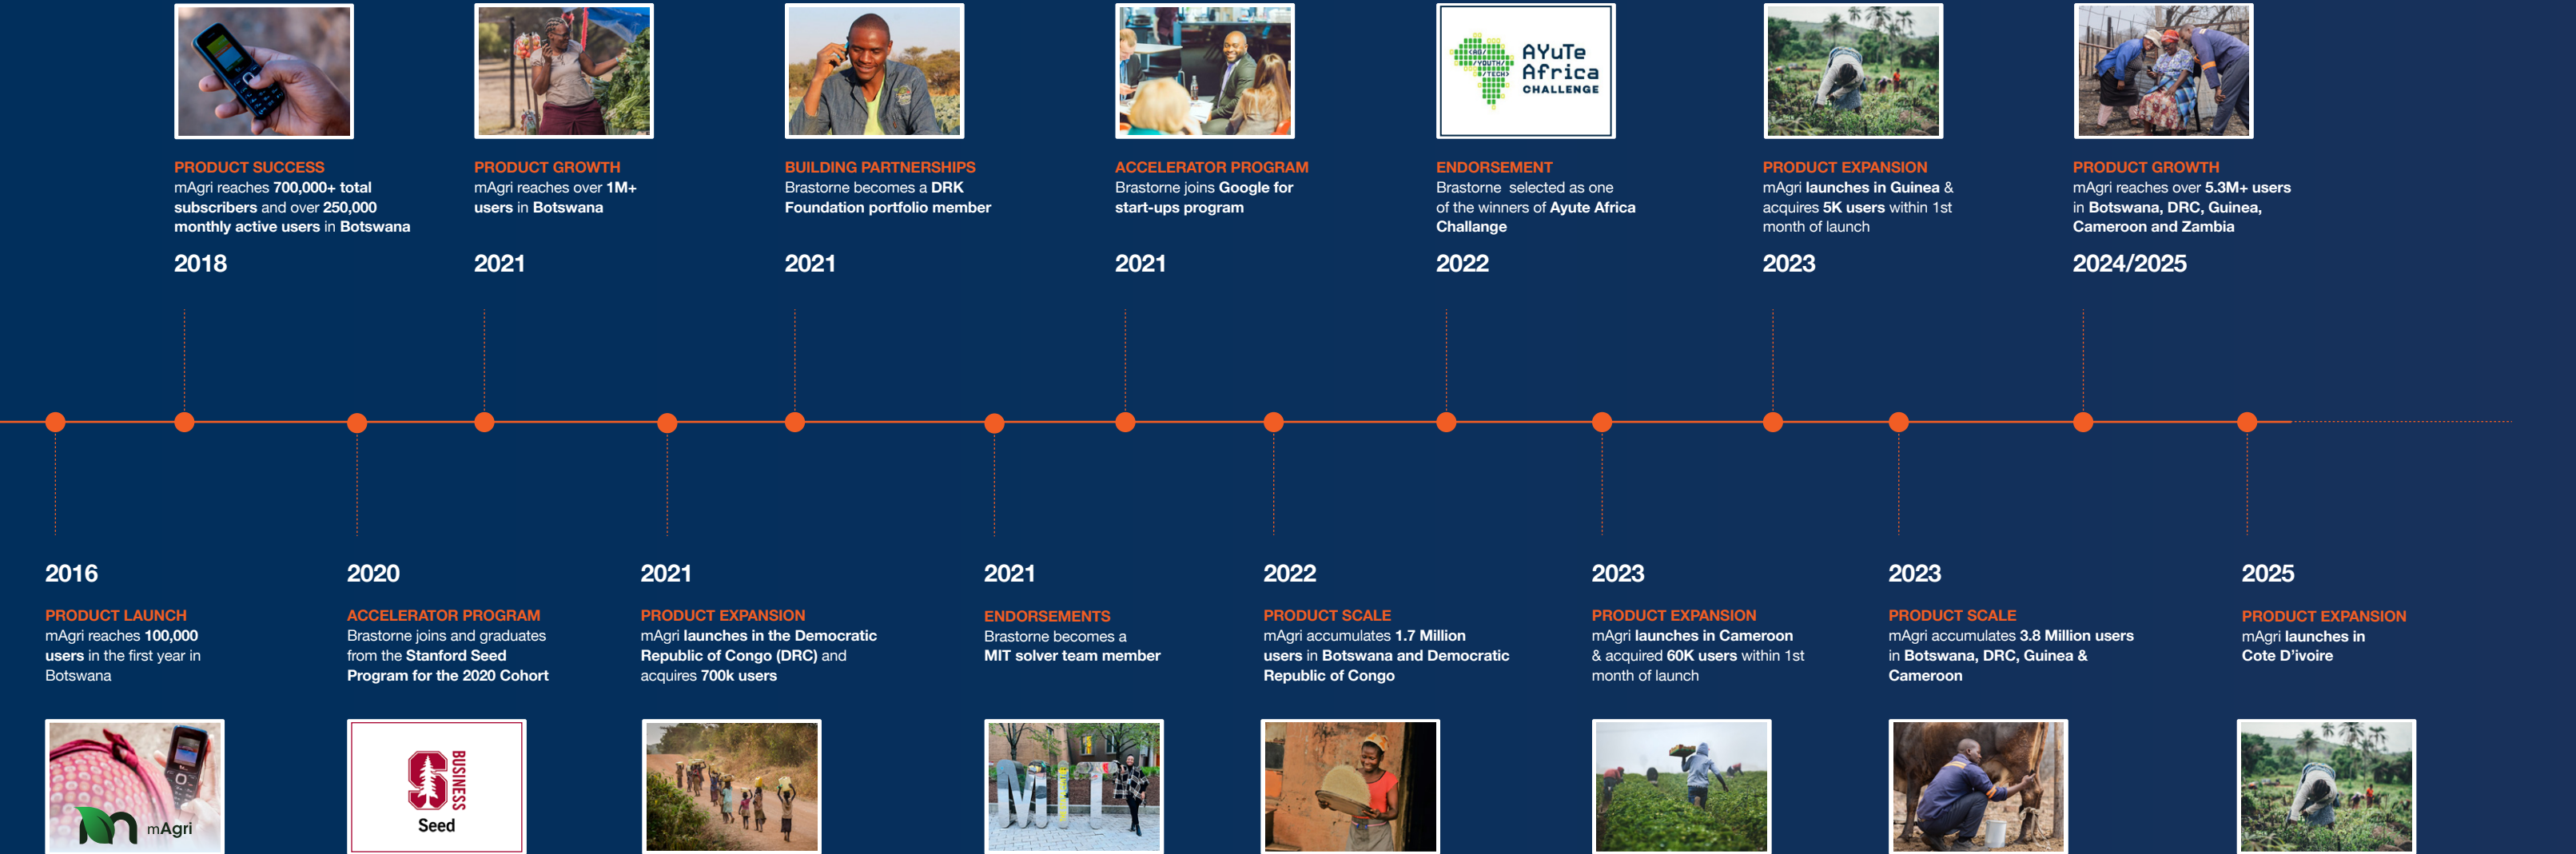 <AG/
/YOUTH/
/TECH>
AYuTe
Africa
CHALLENGE
PRODUCT SUCCESS
mAgri reaches 700,000+ total
subscribers and over 250,000
monthly active users in Botswana
2018
PRODUCT GROWTH
mAgri reaches over 1M+
users in Botswana
2021
BUILDING PARTNERSHIPS
Brastorne becomes a DRK
Foundation portfolio member
2021
ACCELERATOR PROGRAM
Brastorne joins Google for
start-ups program
2021
ENDORSEMENT
Brastorne selected as one
of the winners of Ayute Africa
Challange
2022
PRODUCT EXPANSION
mAgri launches in Guinea &
acquires 5K users within 1st
month of launch
2023
PRODUCT GROWTH
mAgri reaches over 5.3M+ users
in Botswana, DRC, Guinea,
Cameroon and Zambia
2024/2025
2016
PRODUCT LAUNCH
mAgri reaches 100,000
users in the first year in
Botswana
mAgri
2020
ACCELERATOR PROGRAM
Brastorne joins and graduates
from the Stanford Seed
Program for the 2020 Cohort
S
BUSINESS
Seed
2021
PRODUCT EXPANSION
mAgri launches in the Democratic
Republic of Congo (DRC) and
acquires 700k users
2021
ENDORSEMENTS
Brastorne becomes a
MIT solver team member
MIT
2022
PRODUCT SCALE
mAgri accumulates 1.7 Million
users in Botswana and Democratic
Republic of Congo
2023
PRODUCT EXPANSION
mAgri launches in Cameroon
& acquired 60K users within 1st
month of launch
2023
PRODUCT SCALE
mAgri accumulates 3.8 Million users
in Botswana, DRC, Guinea &
Cameroon
2025
PRODUCT EXPANSION
mAgri launches in
Cote D'ivoire